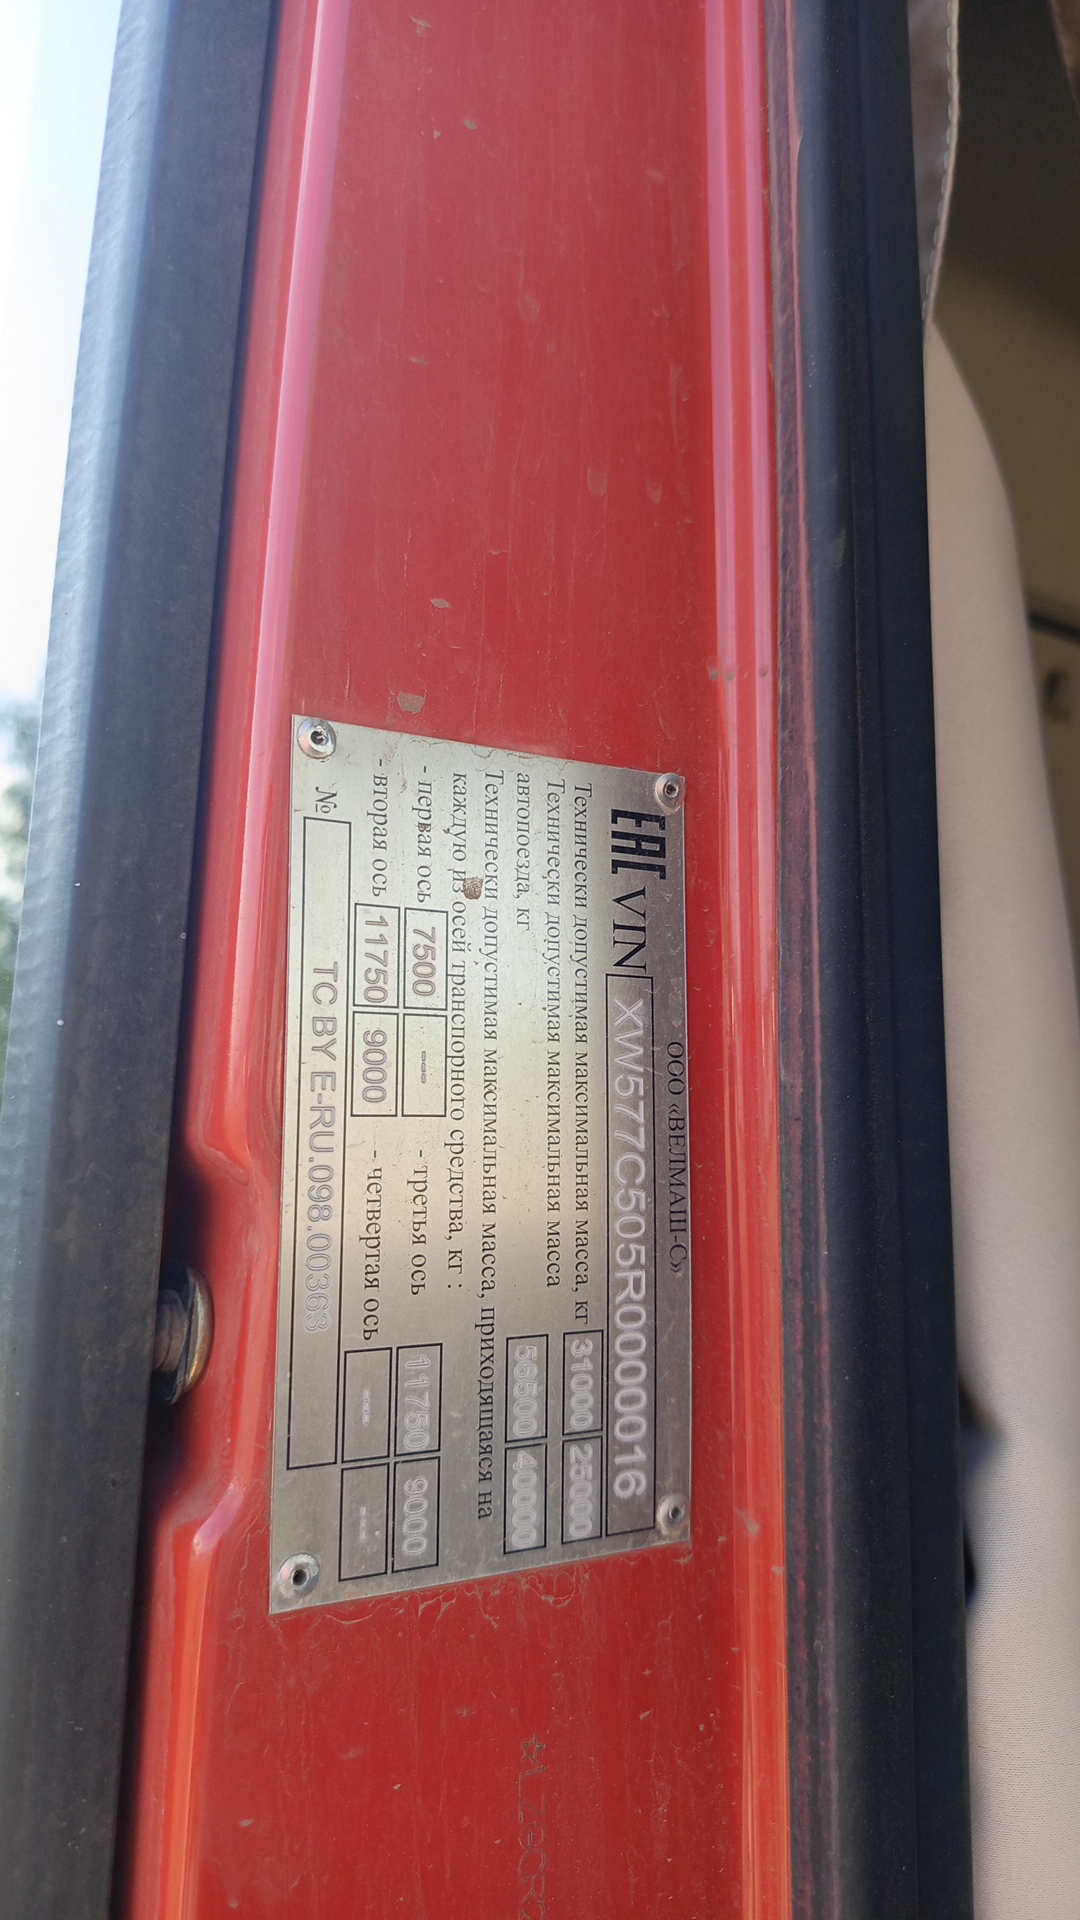 ООО «ВЕЛМАШ-С»
ЕАС VIN XW577C505R0000016
Технически допустимая максимальная масса, кг 31000 25000
Технически допустимая максимальная масса
автопоезда, кг 56500 40000
Технически допустимая максимальная масса, приходящаяся на
каждую из осей транспорного средства, кг :
- первая ось 7500 --- - третья ось 11750 9000
- вторая ось 11750 9000 - четвертая ось --- ---
№ ТС BY E-RU.098.00363